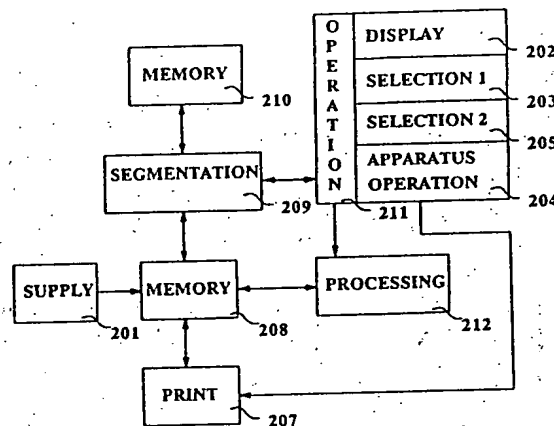 OPERATION
DISPLAY
202
SELECTION 1
203
SELECTION 2
205
APPARATUS
OPERATION
204
211
MEMORY
210
SEGMENTATION
209
SUPPLY
201
MEMORY
208
PROCESSING
212
PRINT
207